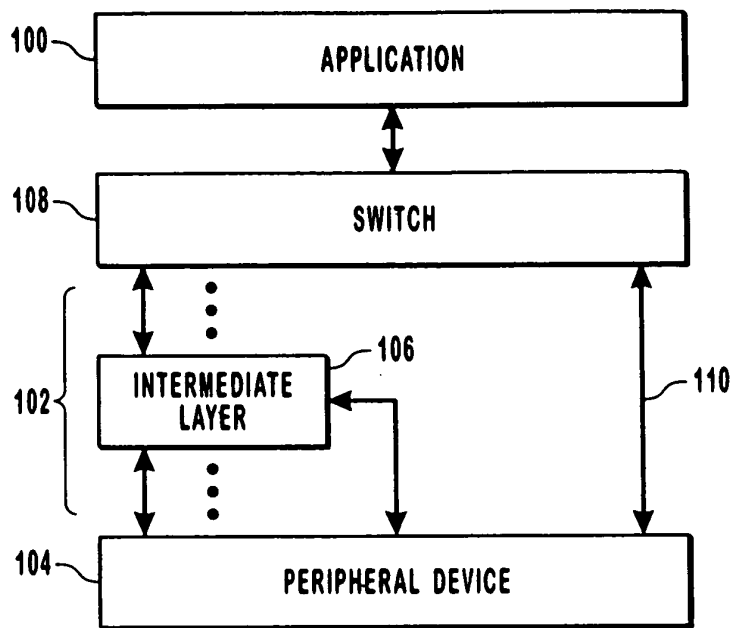 100
APPLICATION
108
SWITCH
102
106
INTERMEDIATE
LAYER
110
104
PERIPHERAL DEVICE